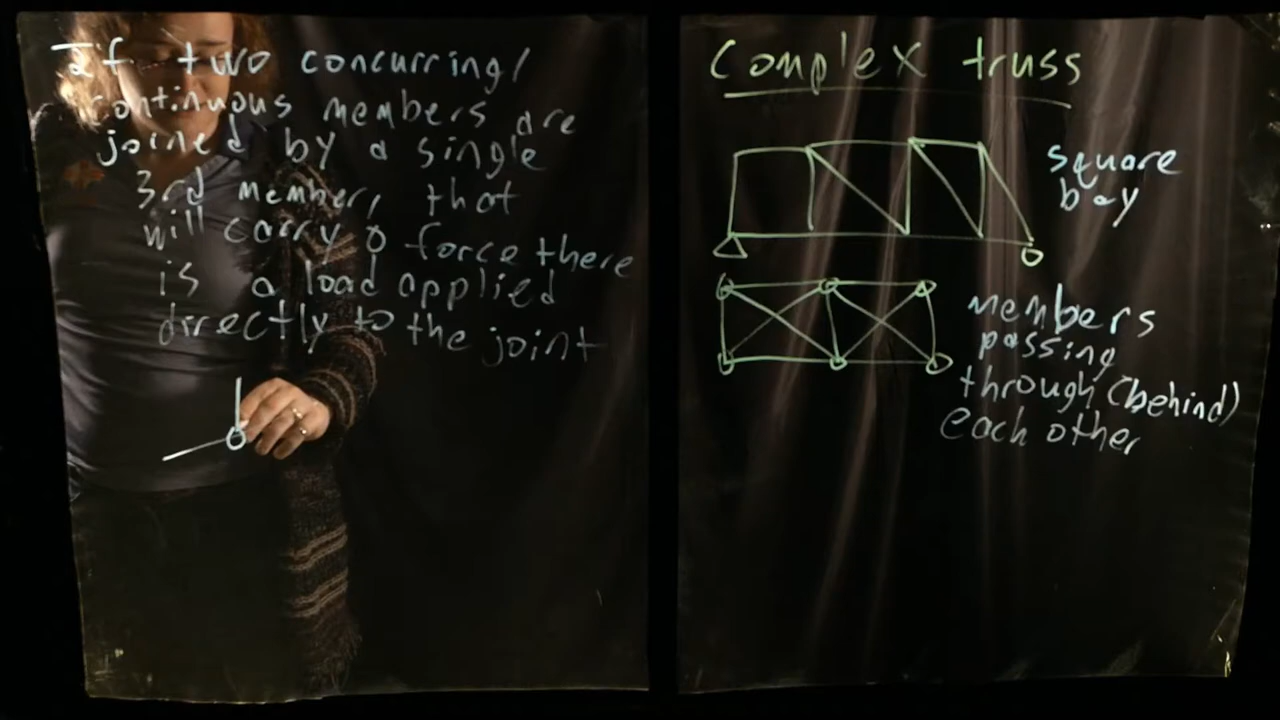 If two concurring/
continuous members are
joined by a single
3rd member, that
will carry 0 force there
is a load applied
directly to the joint
Complex truss
square
bay
members
passing
through (behind)
each other